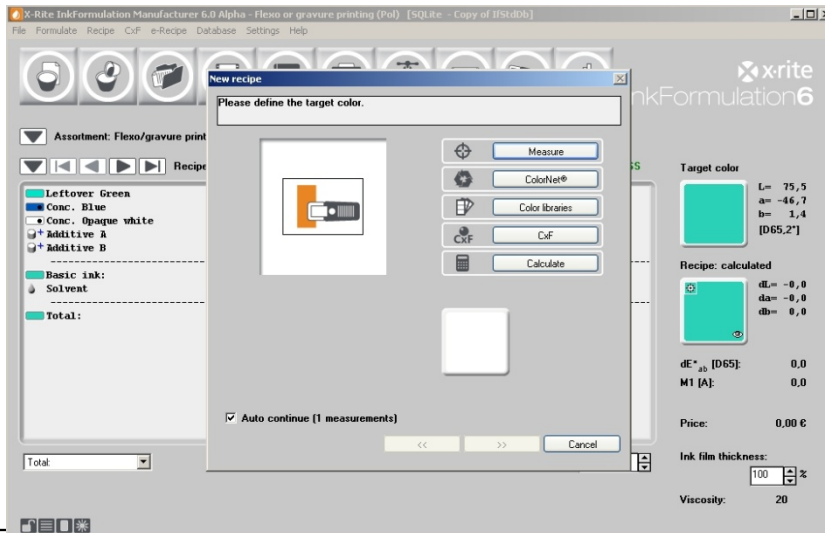 X-Rite InkFormulation Manufacturer 6.0 Alpha - Flexo or gravure printing (Pol) [SQLite - Copy of IfStdDb]
File Formulate Recipe CxF e-Recipe Database Settings Help
x·rite
nkFormulation6
New recipe
Please define the target color.
Assortment: Flexo/gravure print
Recipe
Leftover Green
Conc. Blue
Conc. Opaque white
Additive A
Additive B
Basic ink:
Solvent
Total:
Measure
ColorNet®
Color libraries
CxF CxF
Calculate
Auto continue (1 measurements)
<< >> Cancel
Total:
SS
Target color
L= 75,5
a= -46,7
b= 1,4
[D65,2°]
Recipe: calculated
dL= -0,0
da= -0,0
db= 0,0
dE*ab [D65]: 0,0
M1 [A]: 0,0
Price: 0,00 €
Ink film thickness:
100 %
Viscosity: 20